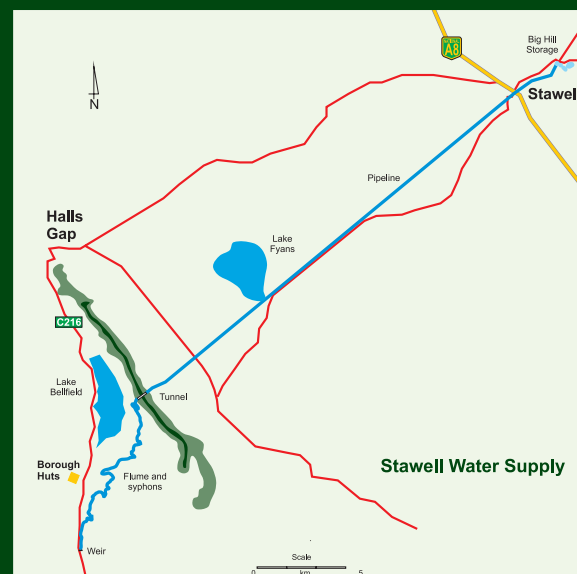 Big Hill
Storage
A8
Stawell
N
Pipeline
Halls
Gap
Lake
Fyans
C216
Lake
Bellfield
Tunnel
Borough
Huts
Flume and
syphons
Stawell Water Supply
Weir
Scale
0 km 5